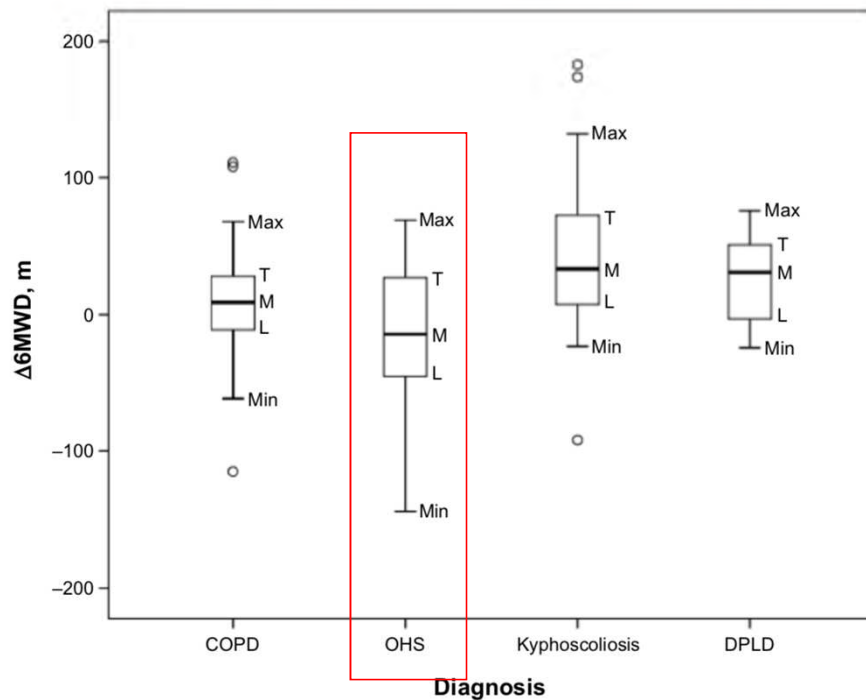 Δ6MWD, m
200
100
0
–100
–200
Max
T
M
L
Min
Max
T
M
L
Min
Max
T
M
L
Min
Max
T
M
L
Min
COPD
OHS
Kyphoscoliosis
DPLD
Diagnosis